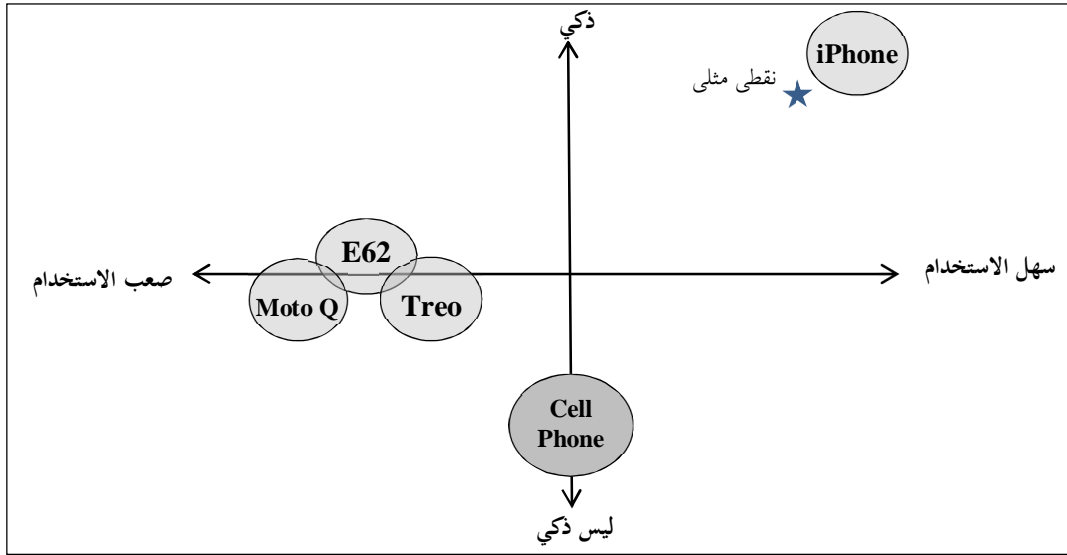 ذكي
iPhone
نقطى مثلى
E62
سهل الاستخدام
صعب الاستخدام
Moto Q
Treo
Cell
Phone
ليس ذكي